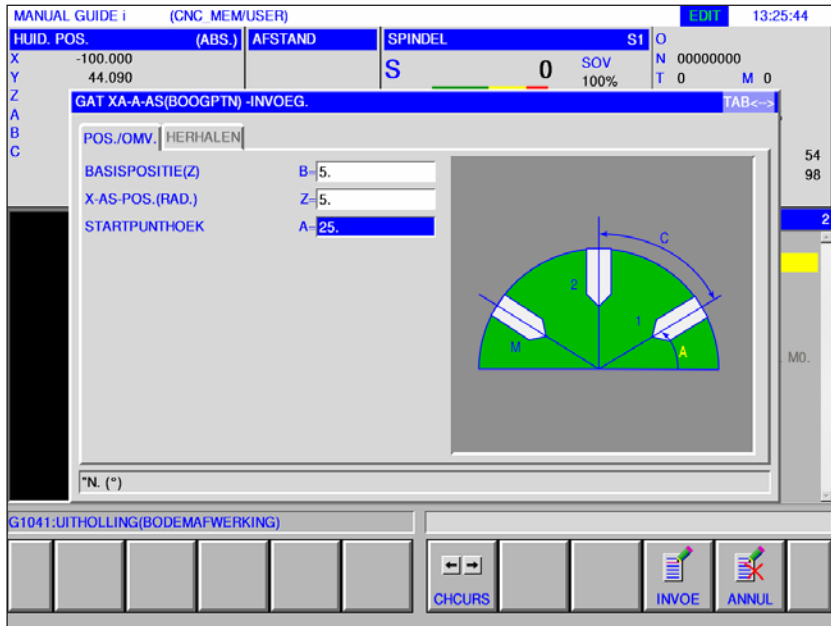 MANUAL GUIDE i (CNC_MEM/USER) EDIT 13:25:44
HUID. POS. (ABS.) AFSTAND SPINDEL S1 O
X -100.000 N 00000000
Y 44.090 S 0 SOV 100% T 0 M 0
Z
A
B
C
GAT XA-A-AS(BOOGPTN) -INVOEG. TAB<-->
POS./OMV. HERHALEN
54
98
BASISPOSITIE(Z) B= 5.
X-AS-POS.(RAD.) Z= 5.
STARTPUNTHOEK A= 25.
2
C
2
1
M
A
M0.
"N. (°)
G1041:UITHOLLING(BODEMAFWERKING)
CHCURS INVOE ANNUL